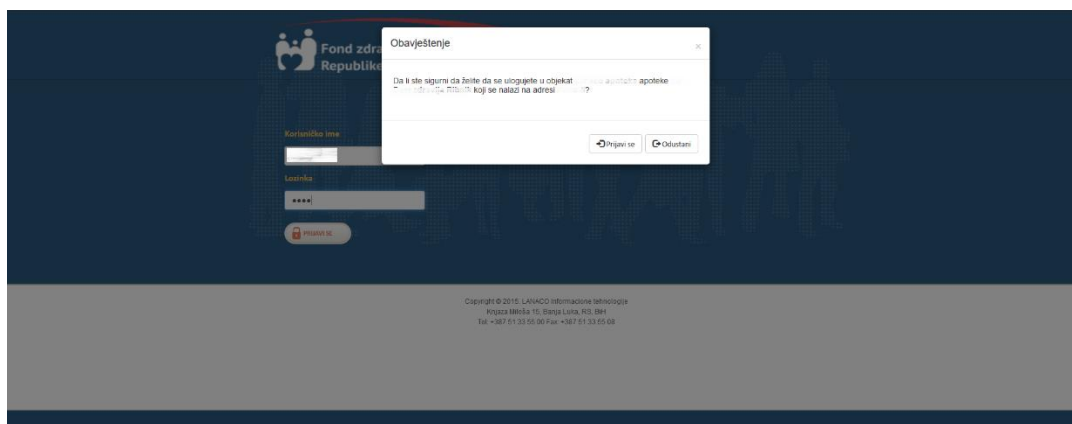 Fond zdra
Republike
Obavještenje
×
Da li ste sigurni da želite da se ulogujete u objekat apoteke
koji se nalazi na adresi ?
Prijavi se Odustani
Korisničko ime
Lozinka
PRIJAVI SE
Copyright © 2015. LANACO Informacione tehnologije
Knjaza Miloša 15, Banja Luka, RS, BiH
Tel: +387 51 33 55 00 Fax: +387 51 33 55 08